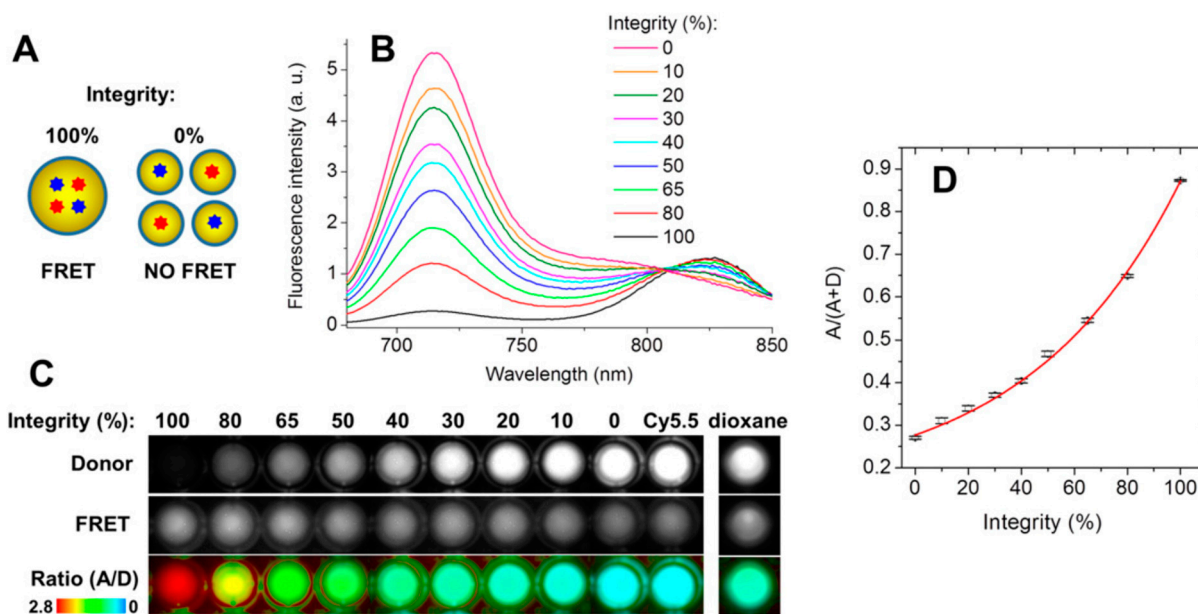 A
Integrity:
100% 0%
FRET NO FRET
B
Fluorescence intensity (a. u.)
5
4
3
2
1
0
700 750 800 850
Wavelength (nm)
Integrity (%):
0
10
20
30
40
50
65
80
100
C
Integrity (%): 100 80 65 50 40 30 20 10 0 Cy5.5 dioxane
Donor
FRET
Ratio (A/D)
2.8 0
D
A/(A+D)
0.9
0.8
0.7
0.6
0.5
0.4
0.3
0.2
0 20 40 60 80 100
Integrity (%)